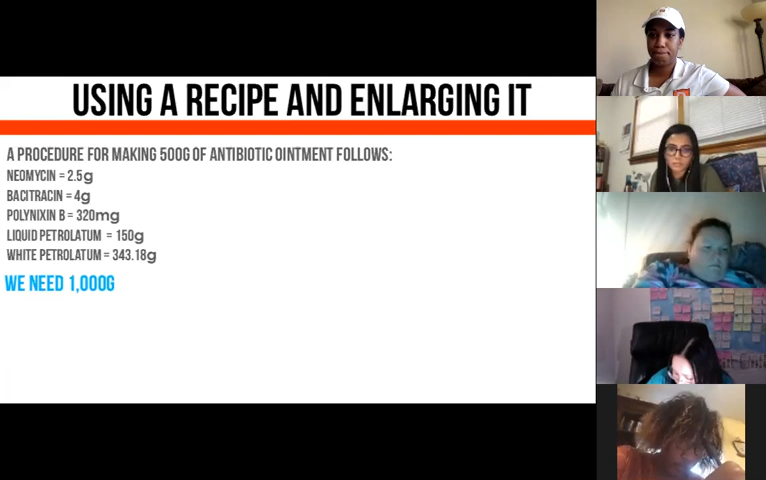 USING A RECIPE AND ENLARGING IT
A PROCEDURE FOR MAKING 500G OF ANTIBIOTIC OINTMENT FOLLOWS:
NEOMYCIN = 2.5g
BACITRACIN = 4g
POLYNIXIN B = 320mg
LIQUID PETROLATUM = 150g
WHITE PETROLATUM = 343.18g
WE NEED 1,000G